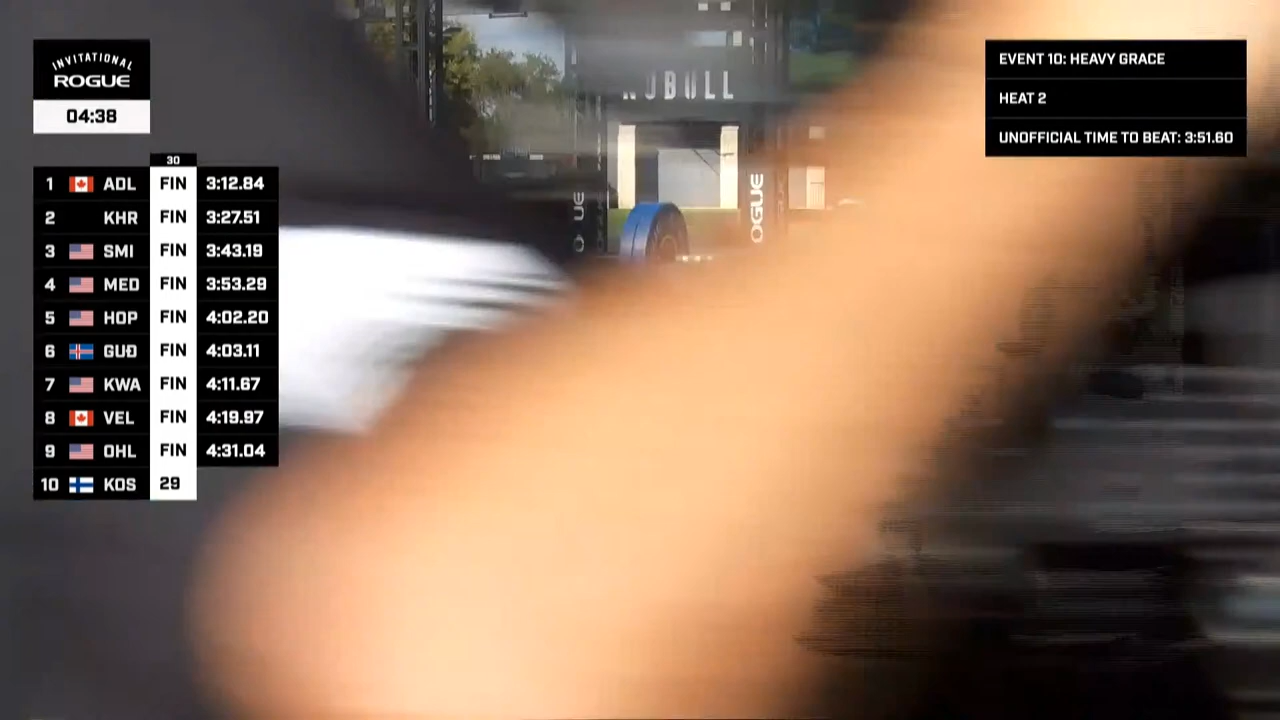 INVITATIONAL
ROGUE
04:38
30
1 ADL FIN 3:12.84
2 KHR FIN 3:27.51
3 SMI FIN 3:43.19
4 MED FIN 3:53.29
5 HOP FIN 4:02.20
6 GUÐ FIN 4:03.11
7 KWA FIN 4:11.67
8 VEL FIN 4:19.97
9 OHL FIN 4:31.04
10 KOS 29
EVENT 10: HEAVY GRACE
HEAT 2
UNOFFICIAL TIME TO BEAT: 3:51.60
NOBULL
OGUE